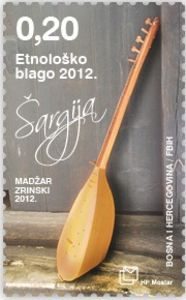 0,20
Etnološko
blago 2012.
Šargija
MADŽAR
ZRINSKI
2012.
BOSNA I HERCEGOVINA / FBIH
HP Mostar